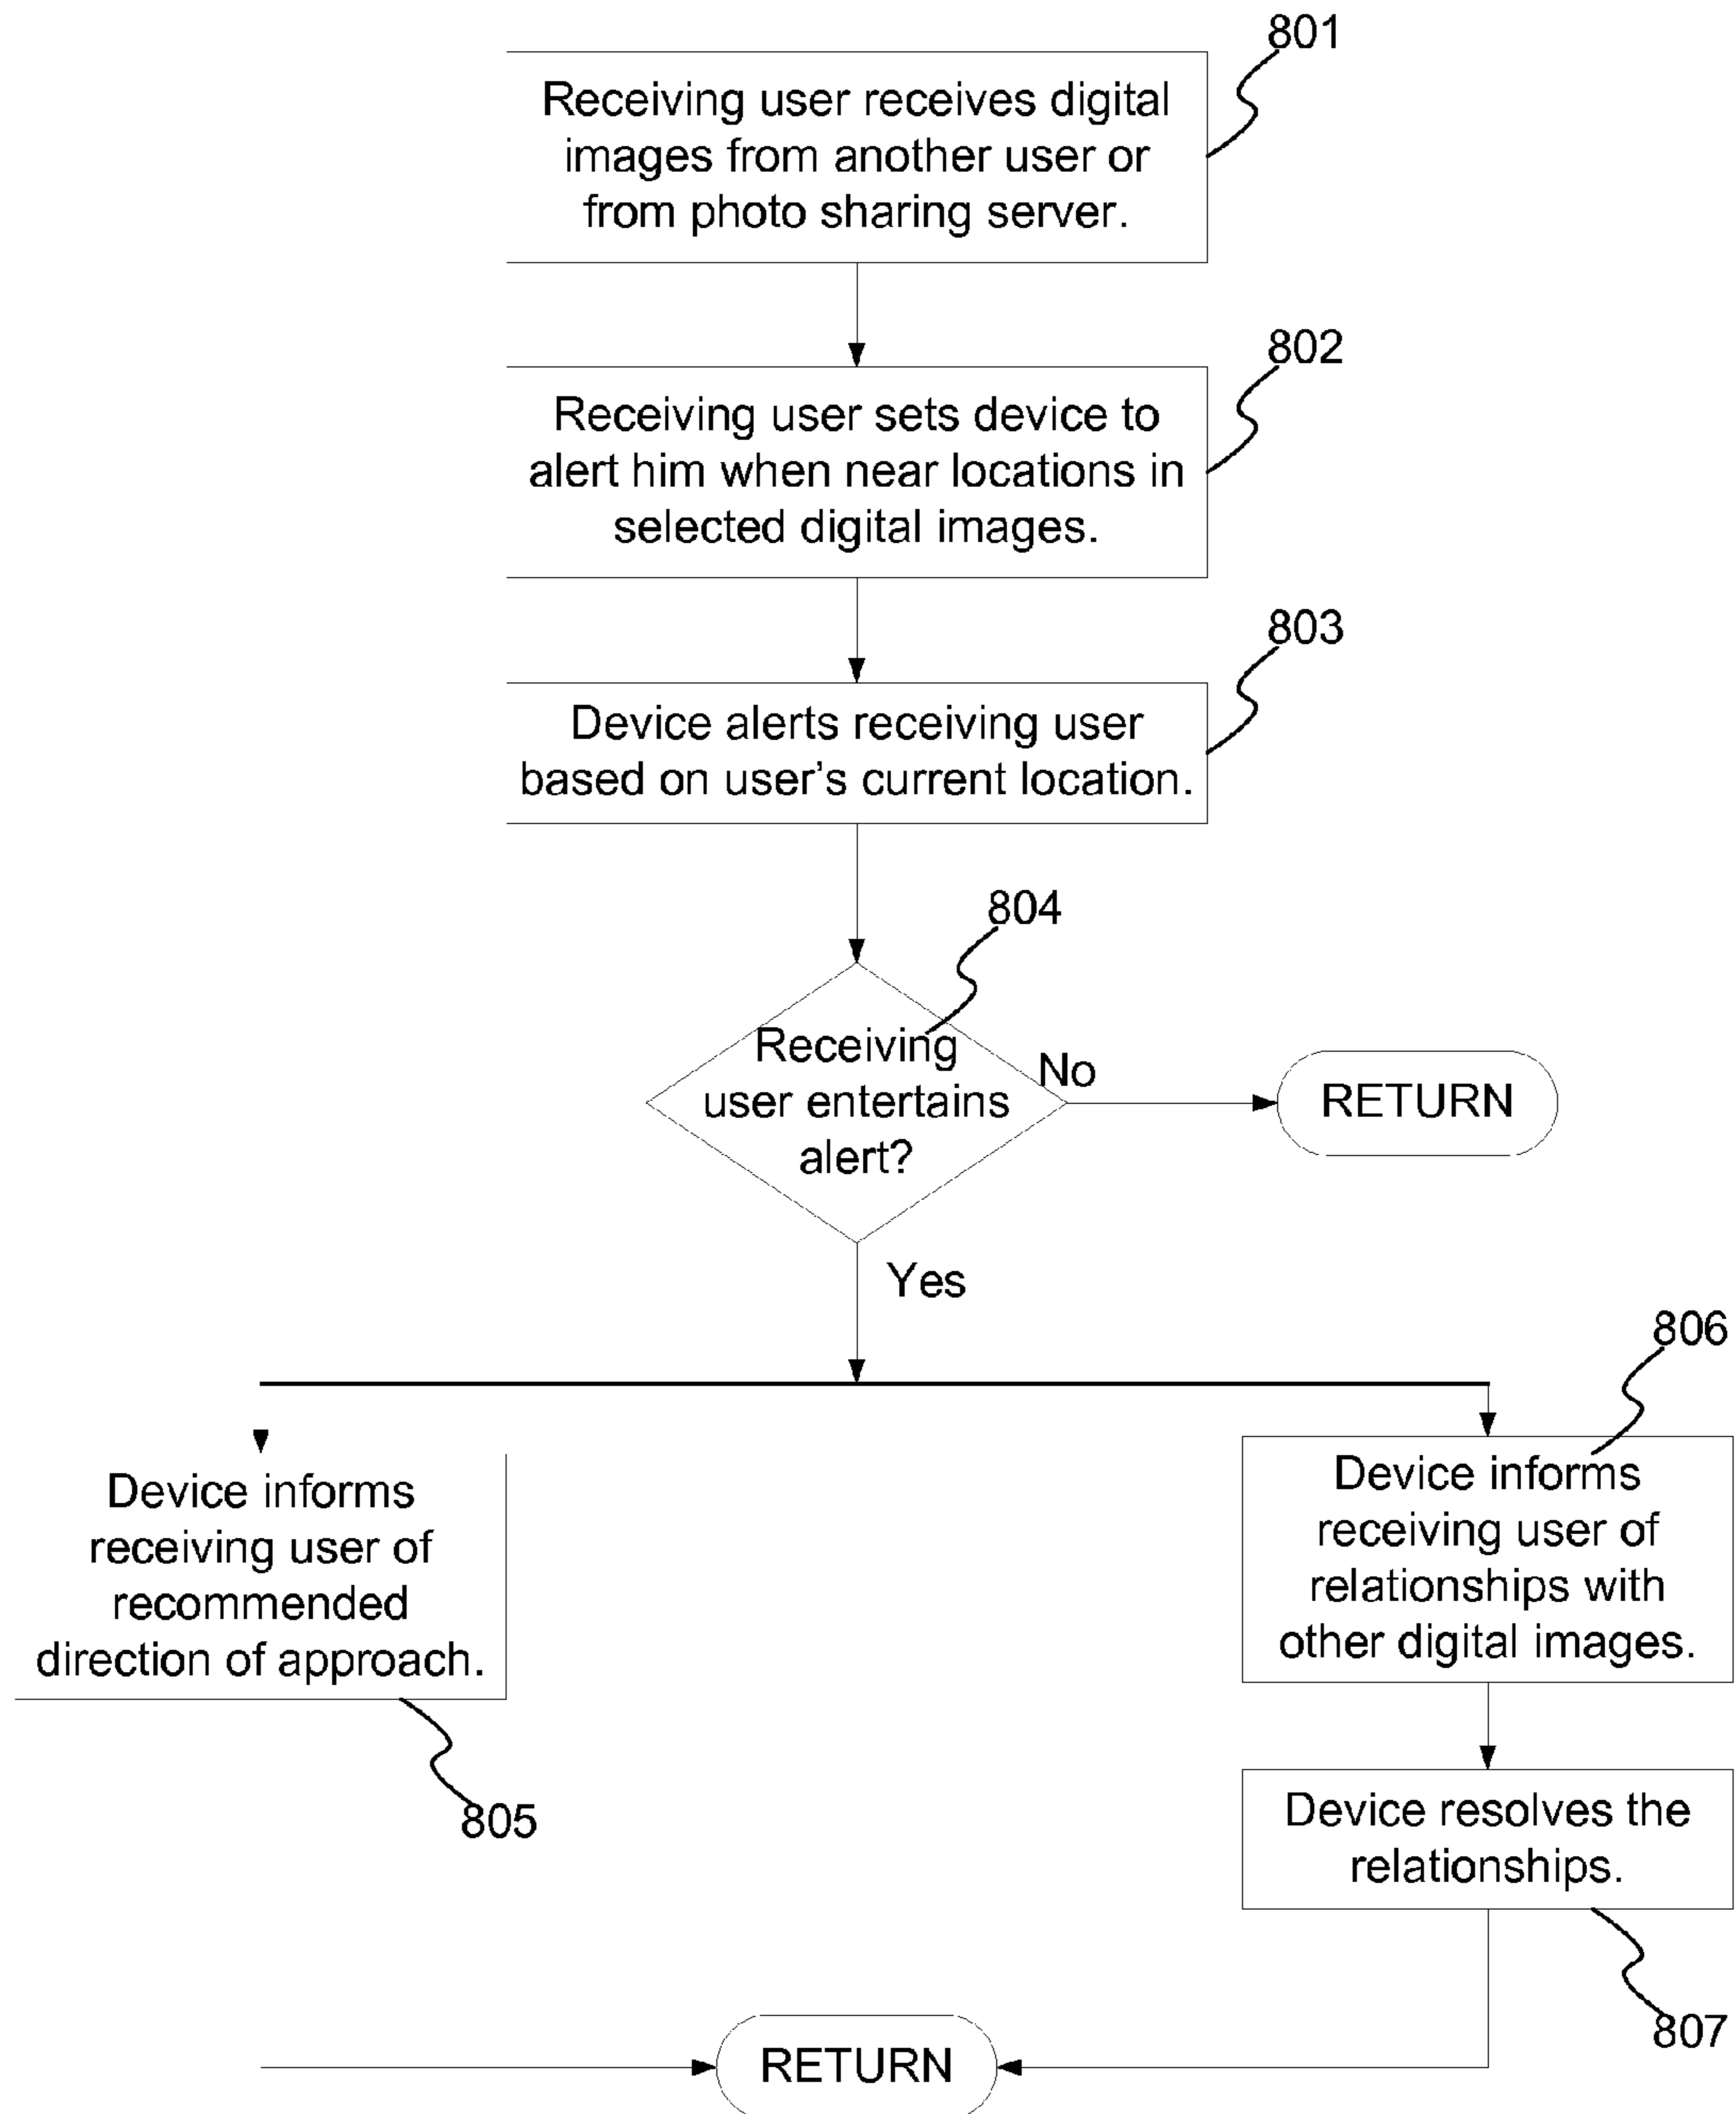 801
Receiving user receives digital
images from another user or
from photo sharing server.
802
Receiving user sets device to
alert him when near locations in
selected digital images.
803
Device alerts receiving user
based on user's current location.
804
Receiving
user entertains
alert?
No
RETURN
Yes
806
Device informs
receiving user of
recommended
direction of approach.
805
Device informs
receiving user of
relationships with
other digital images.
Device resolves the
relationships.
807
RETURN